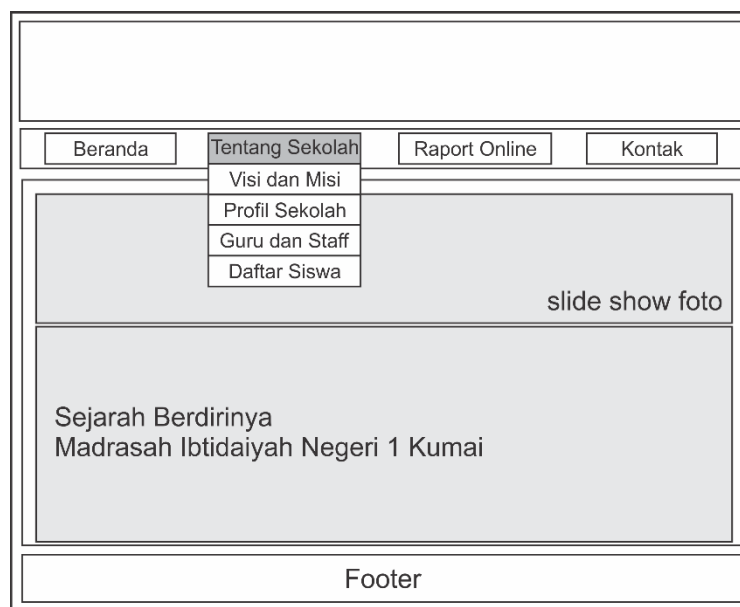 Beranda
Tentang Sekolah
Raport Online
Kontak
Visi dan Misi
Profil Sekolah
Guru dan Staff
Daftar Siswa
slide show foto
Sejarah Berdirinya
Madrasah Ibtidaiyah Negeri 1 Kumai
Footer